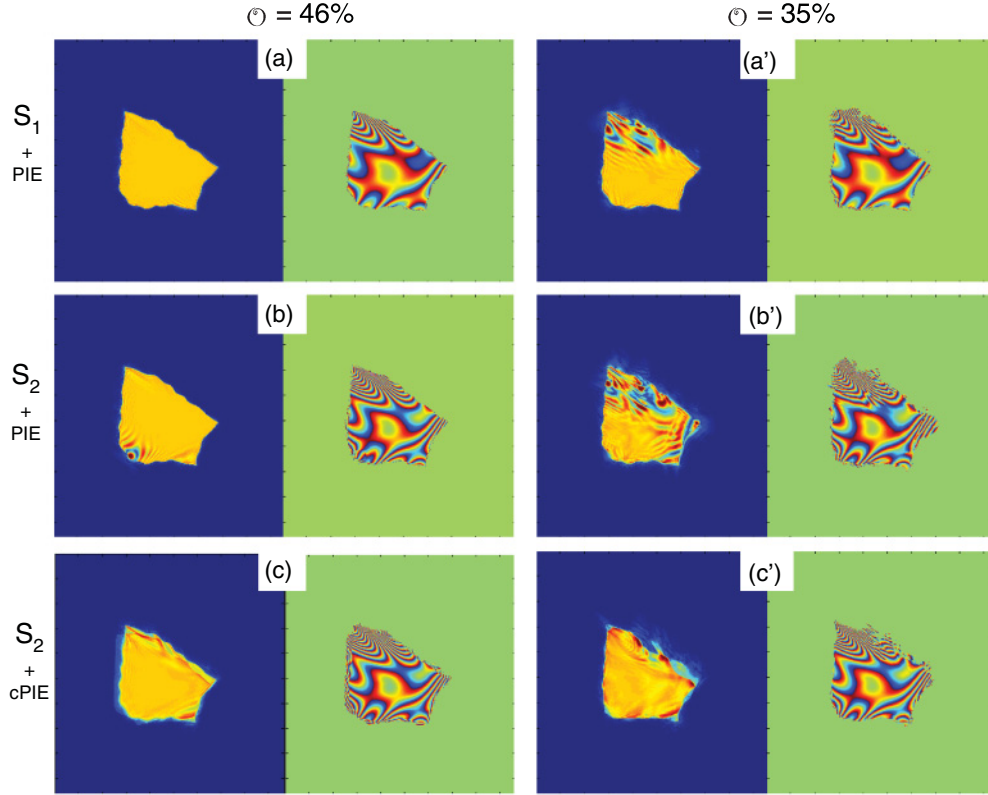 𝒪 = 46%
𝒪 = 35%
S1
+
PIE
(a)
(a')
S2
+
PIE
(b)
(b')
S2
+
cPIE
(c)
(c')